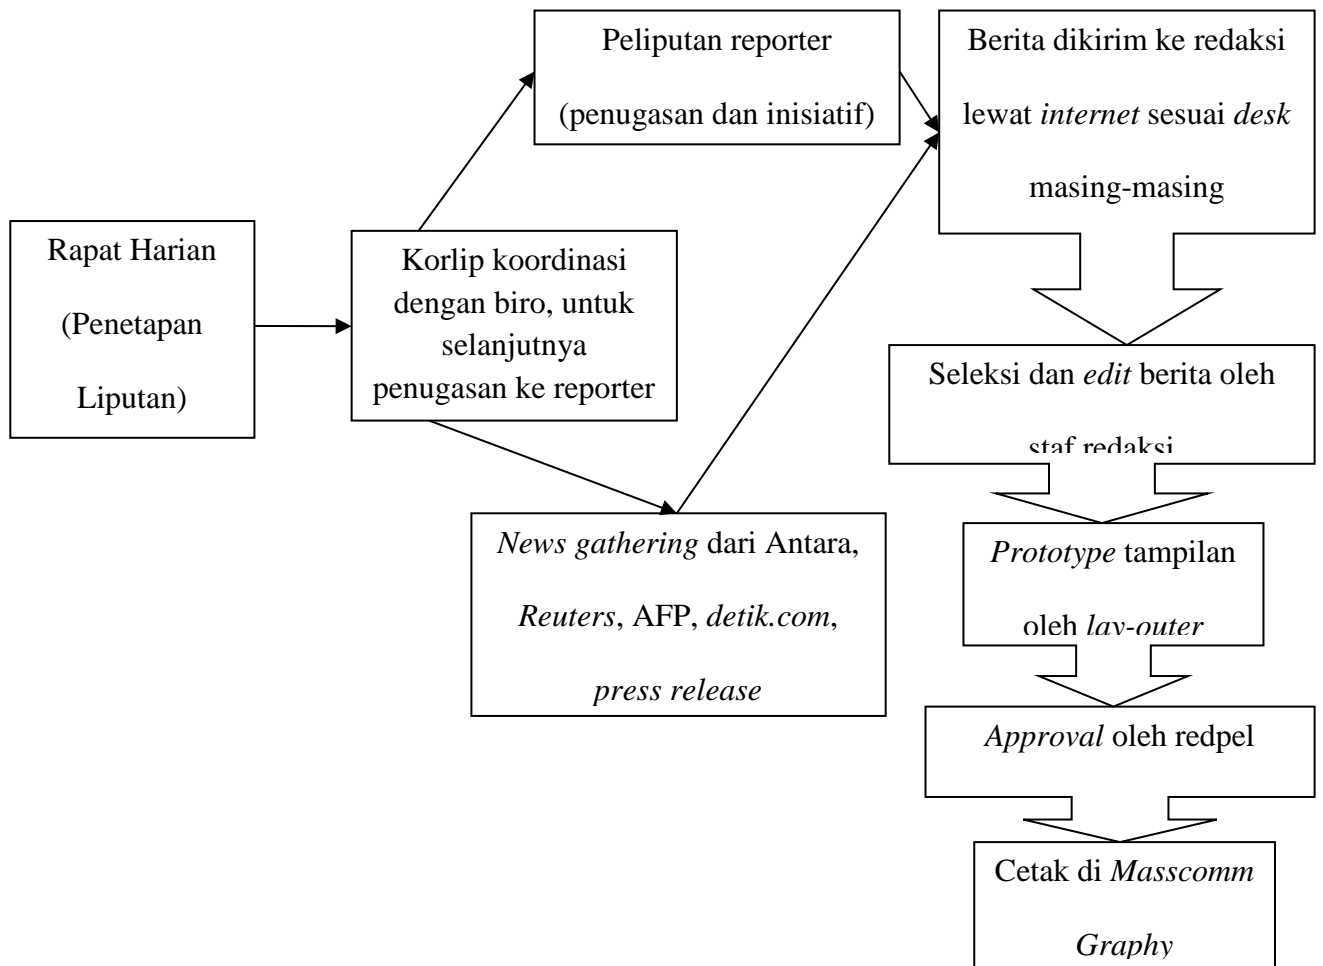 Rapat Harian
(Penetapan
Liputan)
Korlip koordinasi
dengan biro, untuk
selanjutnya
penugasan ke reporter
Peliputan reporter
(penugasan dan inisiatif)
News gathering dari Antara,
Reuters, AFP, detik.com,
press release
Berita dikirim ke redaksi
lewat internet sesuai desk
masing-masing
Seleksi dan edit berita oleh
staf redaksi
Prototype tampilan
oleh lay-outer
Approval oleh redpel
Cetak di Masscomm
Graphy